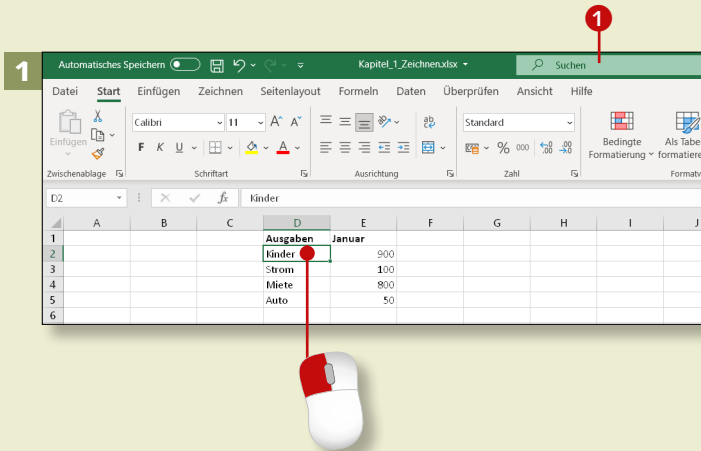 1
1
Automatisches Speichern Kapitel_1_Zeichnen.xlsx Suchen
Datei Start Einfügen Zeichnen Seitenlayout Formeln Daten Überprüfen Ansicht Hilfe
Einfügen Calibri 11 A A ab Standard Bedingte Als Tabe
F K U A % 000 Formatierung formatiere
Zwischenablage Schriftart Ausrichtung Zahl Formatv
D2 fx Kinder
A B C D E F G H I J
1 Ausgaben Januar
2 Kinder 900
3 Strom 100
4 Miete 800
5 Auto 50
6